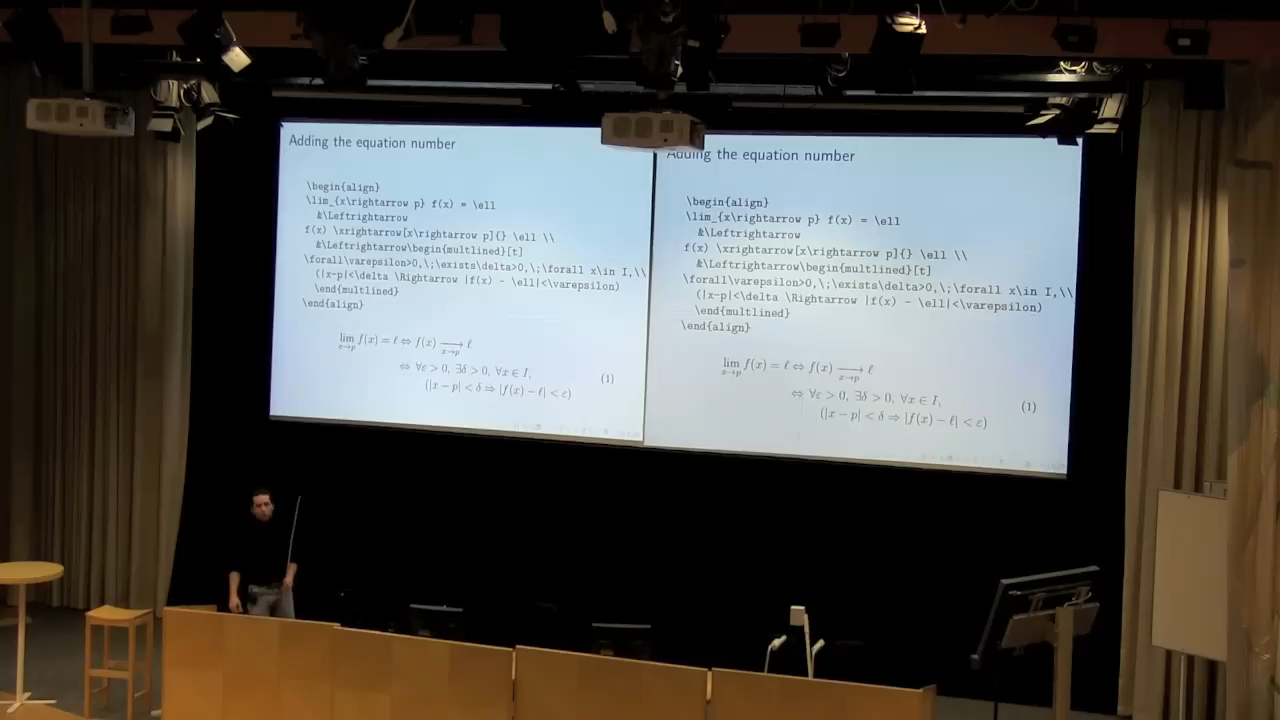 Adding the equation number
\begin{align}
\lim_{x\rightarrow p} f(x) = \ell
&\Leftrightarrow
f(x) \xrightarrow[x\rightarrow p]{} \ell \\
&\Leftrightarrow\begin{multlined}[t]
\forall\varepsilon>0,\;\exists\delta>0,\;\forall x\in I,\\
(|x-p|<\delta \Rightarrow |f(x) - \ell|<\varepsilon)
\end{multlined}
\end{align}
lim f(x) = ℓ ⇔ f(x) ⟶ ℓ
x→p x→p
⇔ ∀ε > 0, ∃δ > 0, ∀x ∈ I,
(1)
(|x − p| < δ ⇒ |f(x) − ℓ| < ε)
Adding the equation number
\begin{align}
\lim_{x\rightarrow p} f(x) = \ell
&\Leftrightarrow
f(x) \xrightarrow[x\rightarrow p]{} \ell \\
&\Leftrightarrow\begin{multlined}[t]
\forall\varepsilon>0,\;\exists\delta>0,\;\forall x\in I,\\
(|x-p|<\delta \Rightarrow |f(x) - \ell|<\varepsilon)
\end{multlined}
\end{align}
lim f(x) = ℓ ⇔ f(x) ⟶ ℓ
x→p x→p
⇔ ∀ε > 0, ∃δ > 0, ∀x ∈ I,
(1)
(|x − p| < δ ⇒ |f(x) − ℓ| < ε)